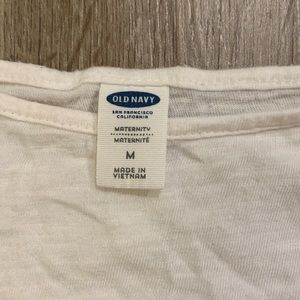 OLD NAVY
SAN FRANCISCO
CALIFORNIA
MATERNITY
MATERNITÉ
M
MADE IN
VIETNAM